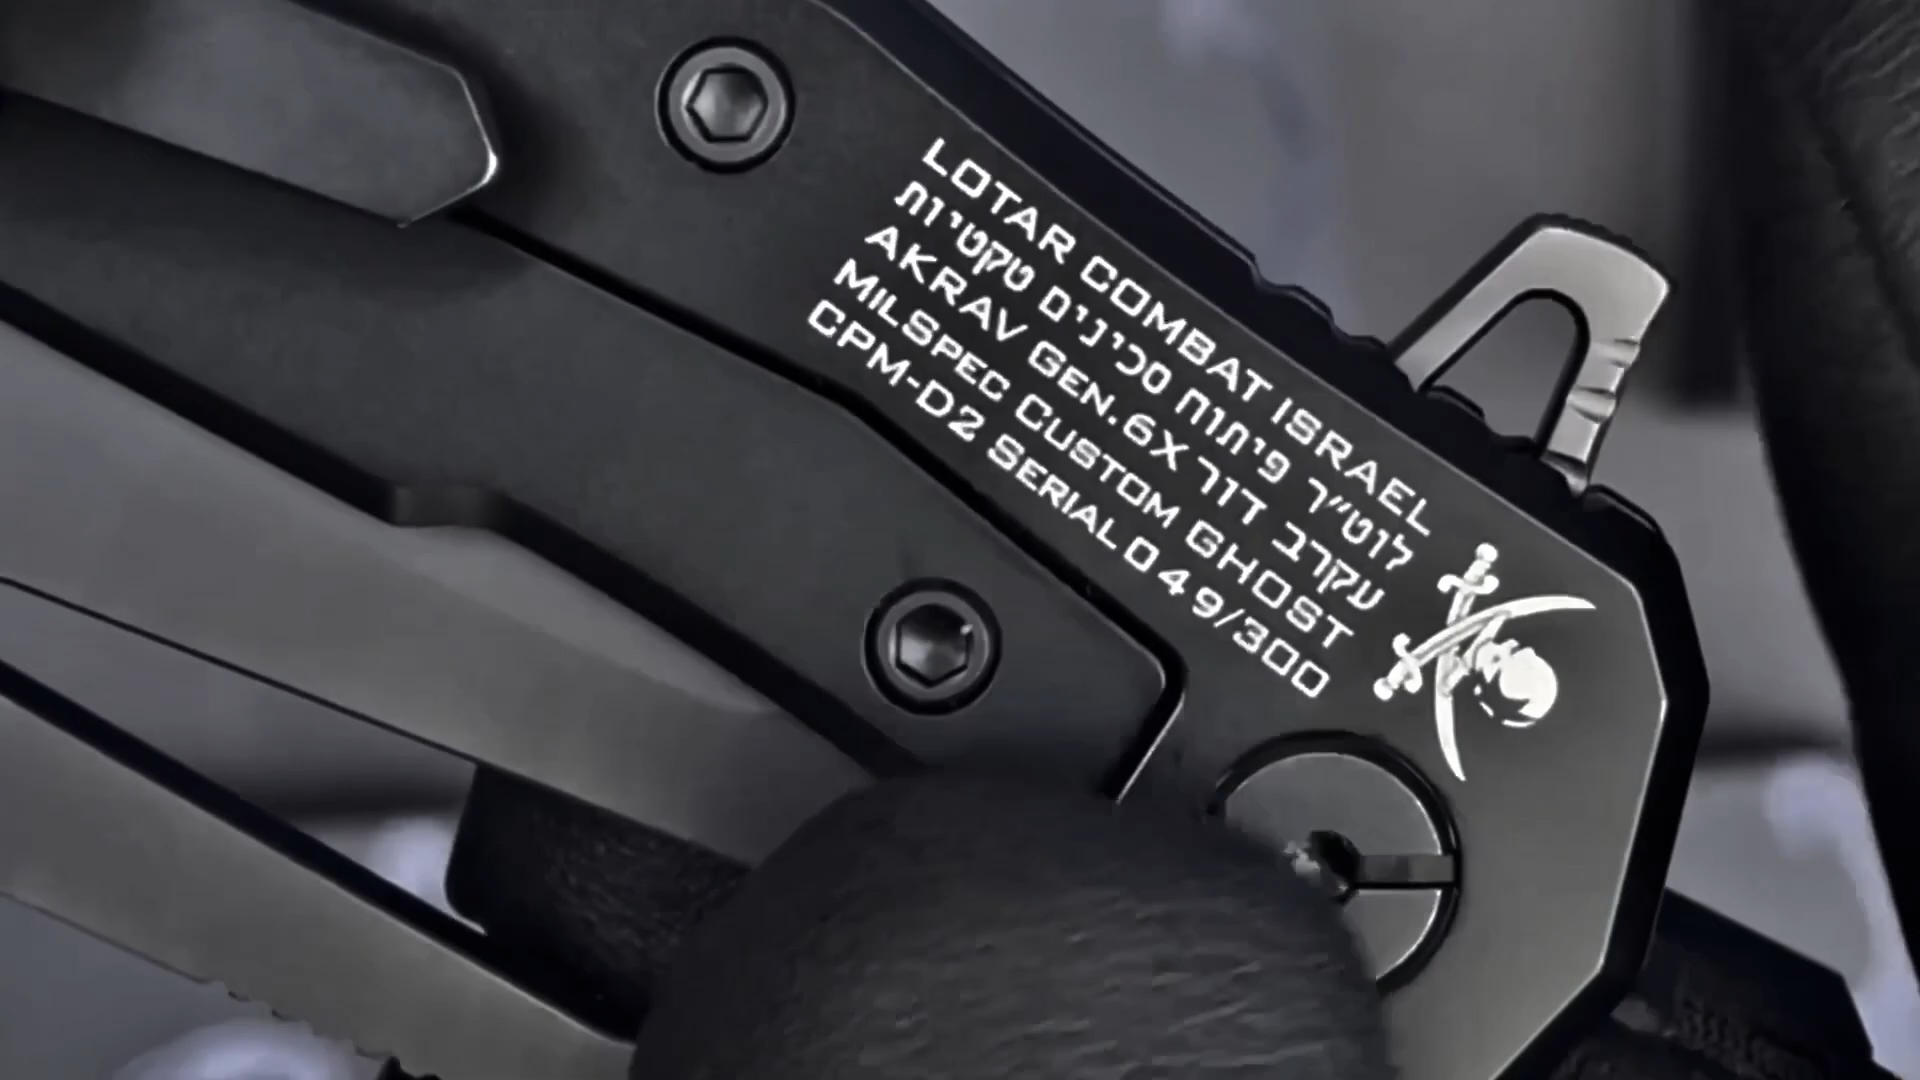 LOTAR COMBAT ISRAEL
לוט״ר פיתוח סכינים טקטיות
AKRAV GEN.6X עקרב דור
MILSPEC CUSTOM GHOST
CPM-D2 SERIAL 049/300